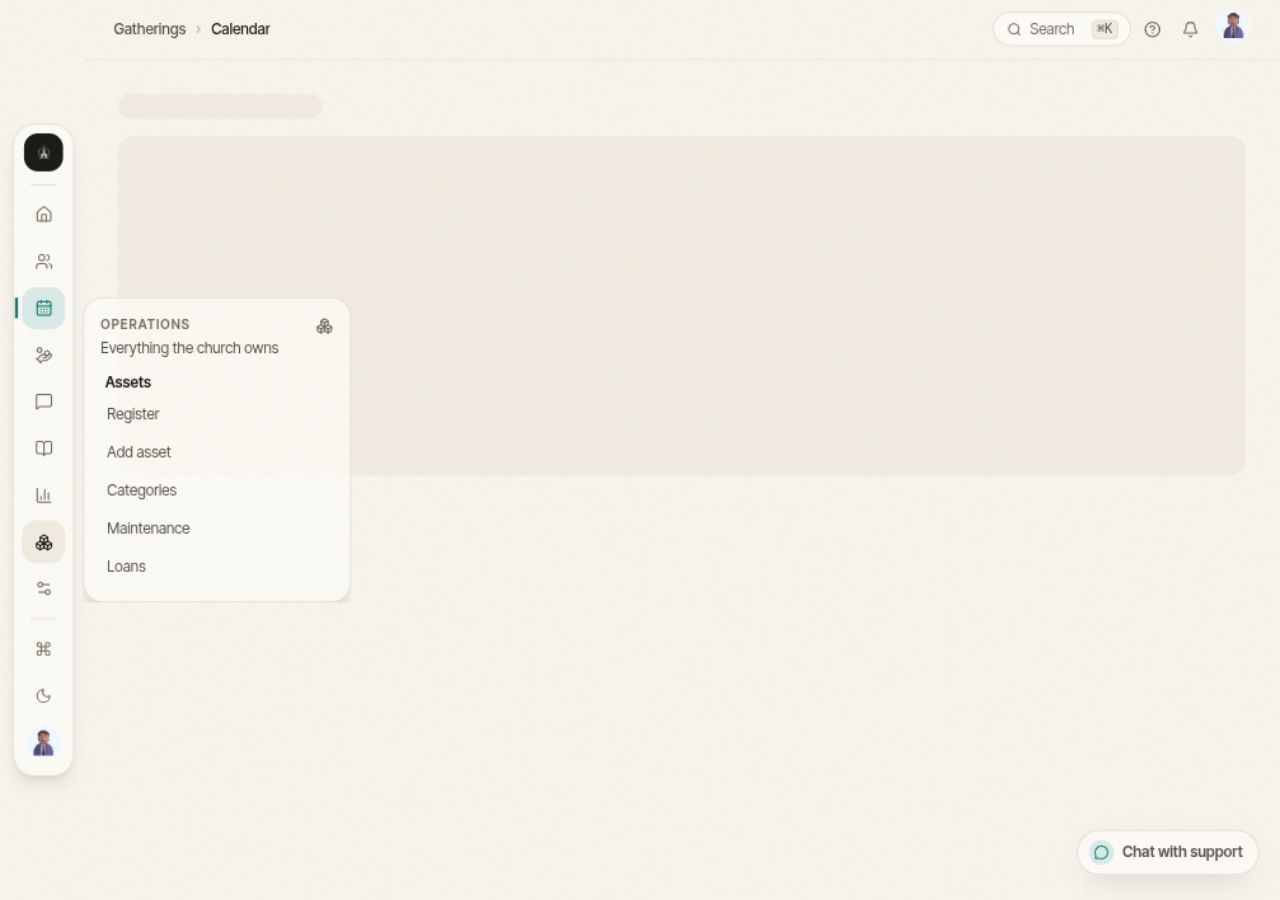 Gatherings › Calendar
Search ⌘K
OPERATIONS
Everything the church owns
Assets
Register
Add asset
Categories
Maintenance
Loans
Chat with support